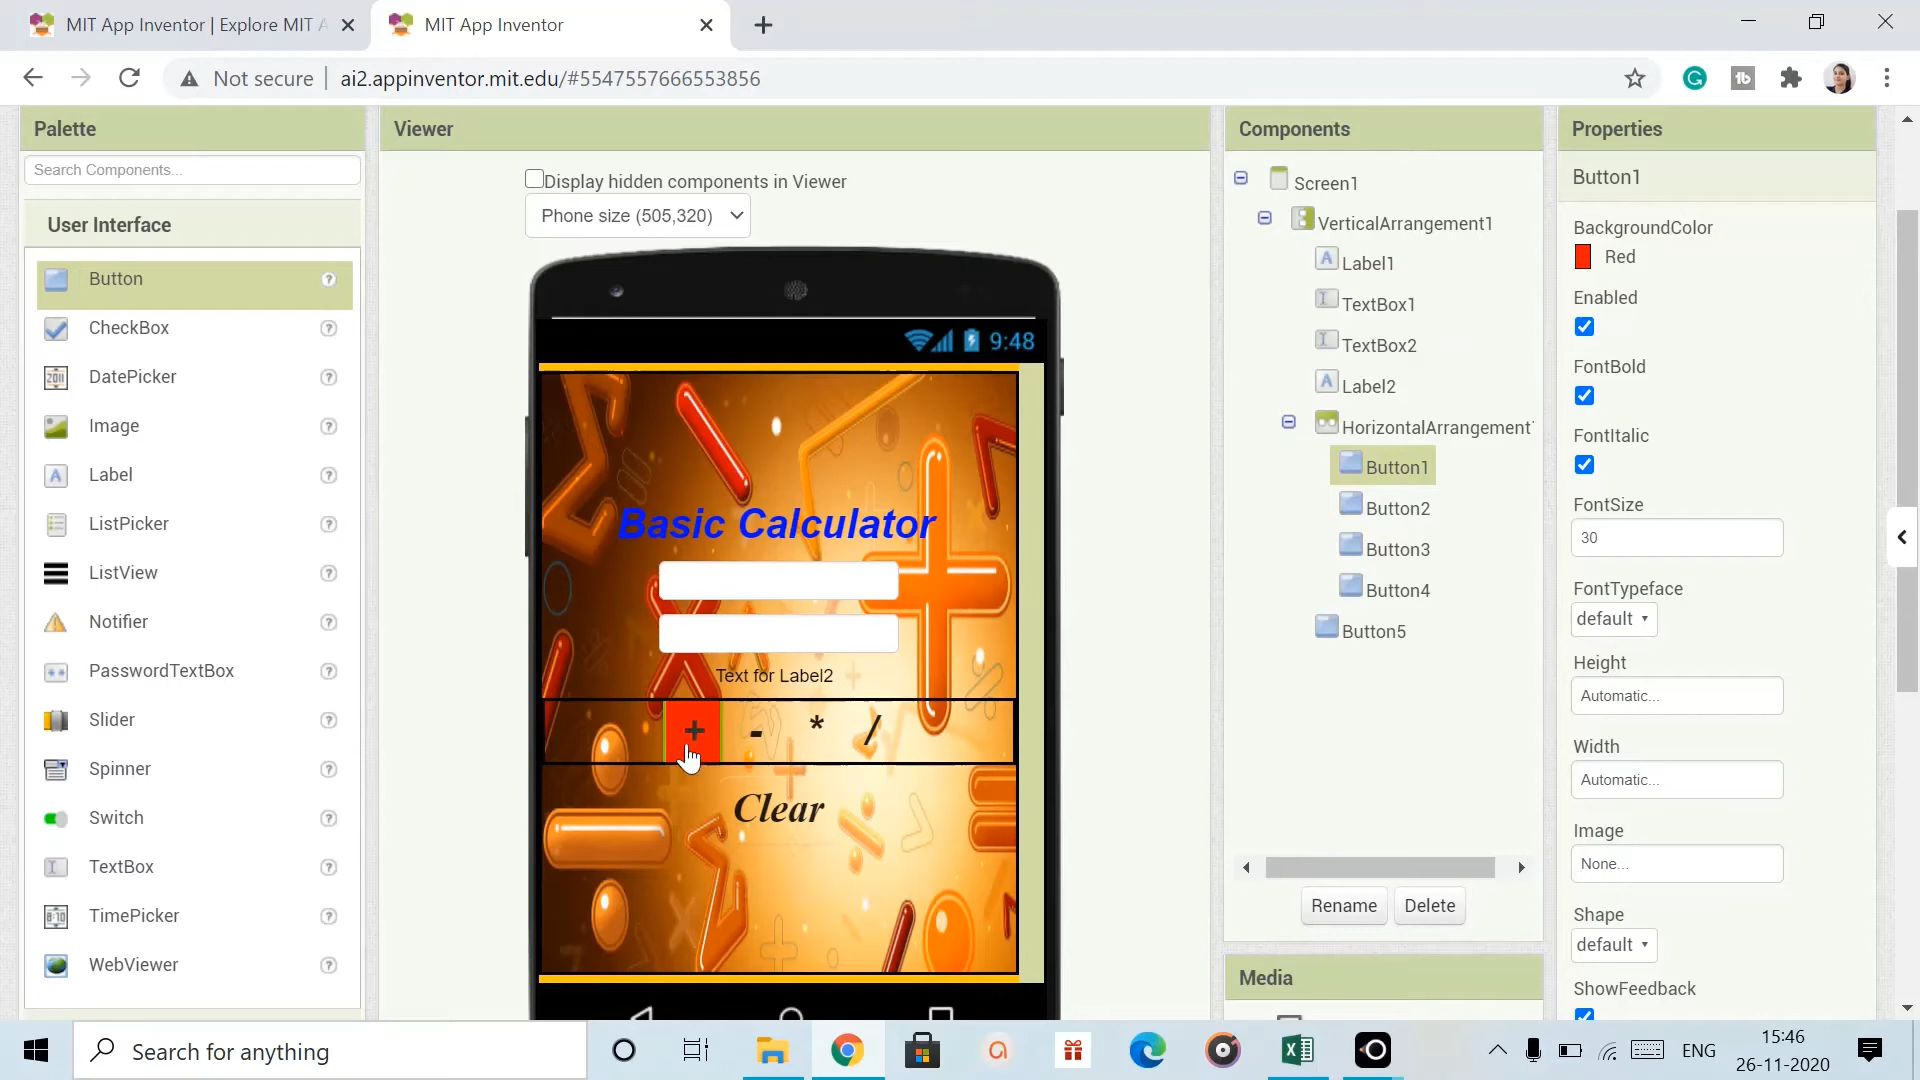 MIT App Inventor | Explore MIT A
MIT App Inventor
Not secure | ai2.appinventor.mit.edu/#5547557666553856
Palette
Search Components...
User Interface
Button
CheckBox
DatePicker
Image
Label
ListPicker
ListView
Notifier
PasswordTextBox
Slider
Spinner
Switch
TextBox
TimePicker
WebViewer
Viewer
Display hidden components in Viewer
Phone size (505,320)
9:48
Basic Calculator
Text for Label2
+ - * /
Clear
Components
Screen1
VerticalArrangement1
Label1
TextBox1
TextBox2
Label2
HorizontalArrangement
Button1
Button2
Button3
Button4
Button5
Rename Delete
Media
Properties
Button1
BackgroundColor
Red
Enabled
FontBold
FontItalic
FontSize
30
FontTypeface
default
Height
Automatic...
Width
Automatic...
Image
None...
Shape
default
ShowFeedback
Search for anything
ENG
15:46
26-11-2020